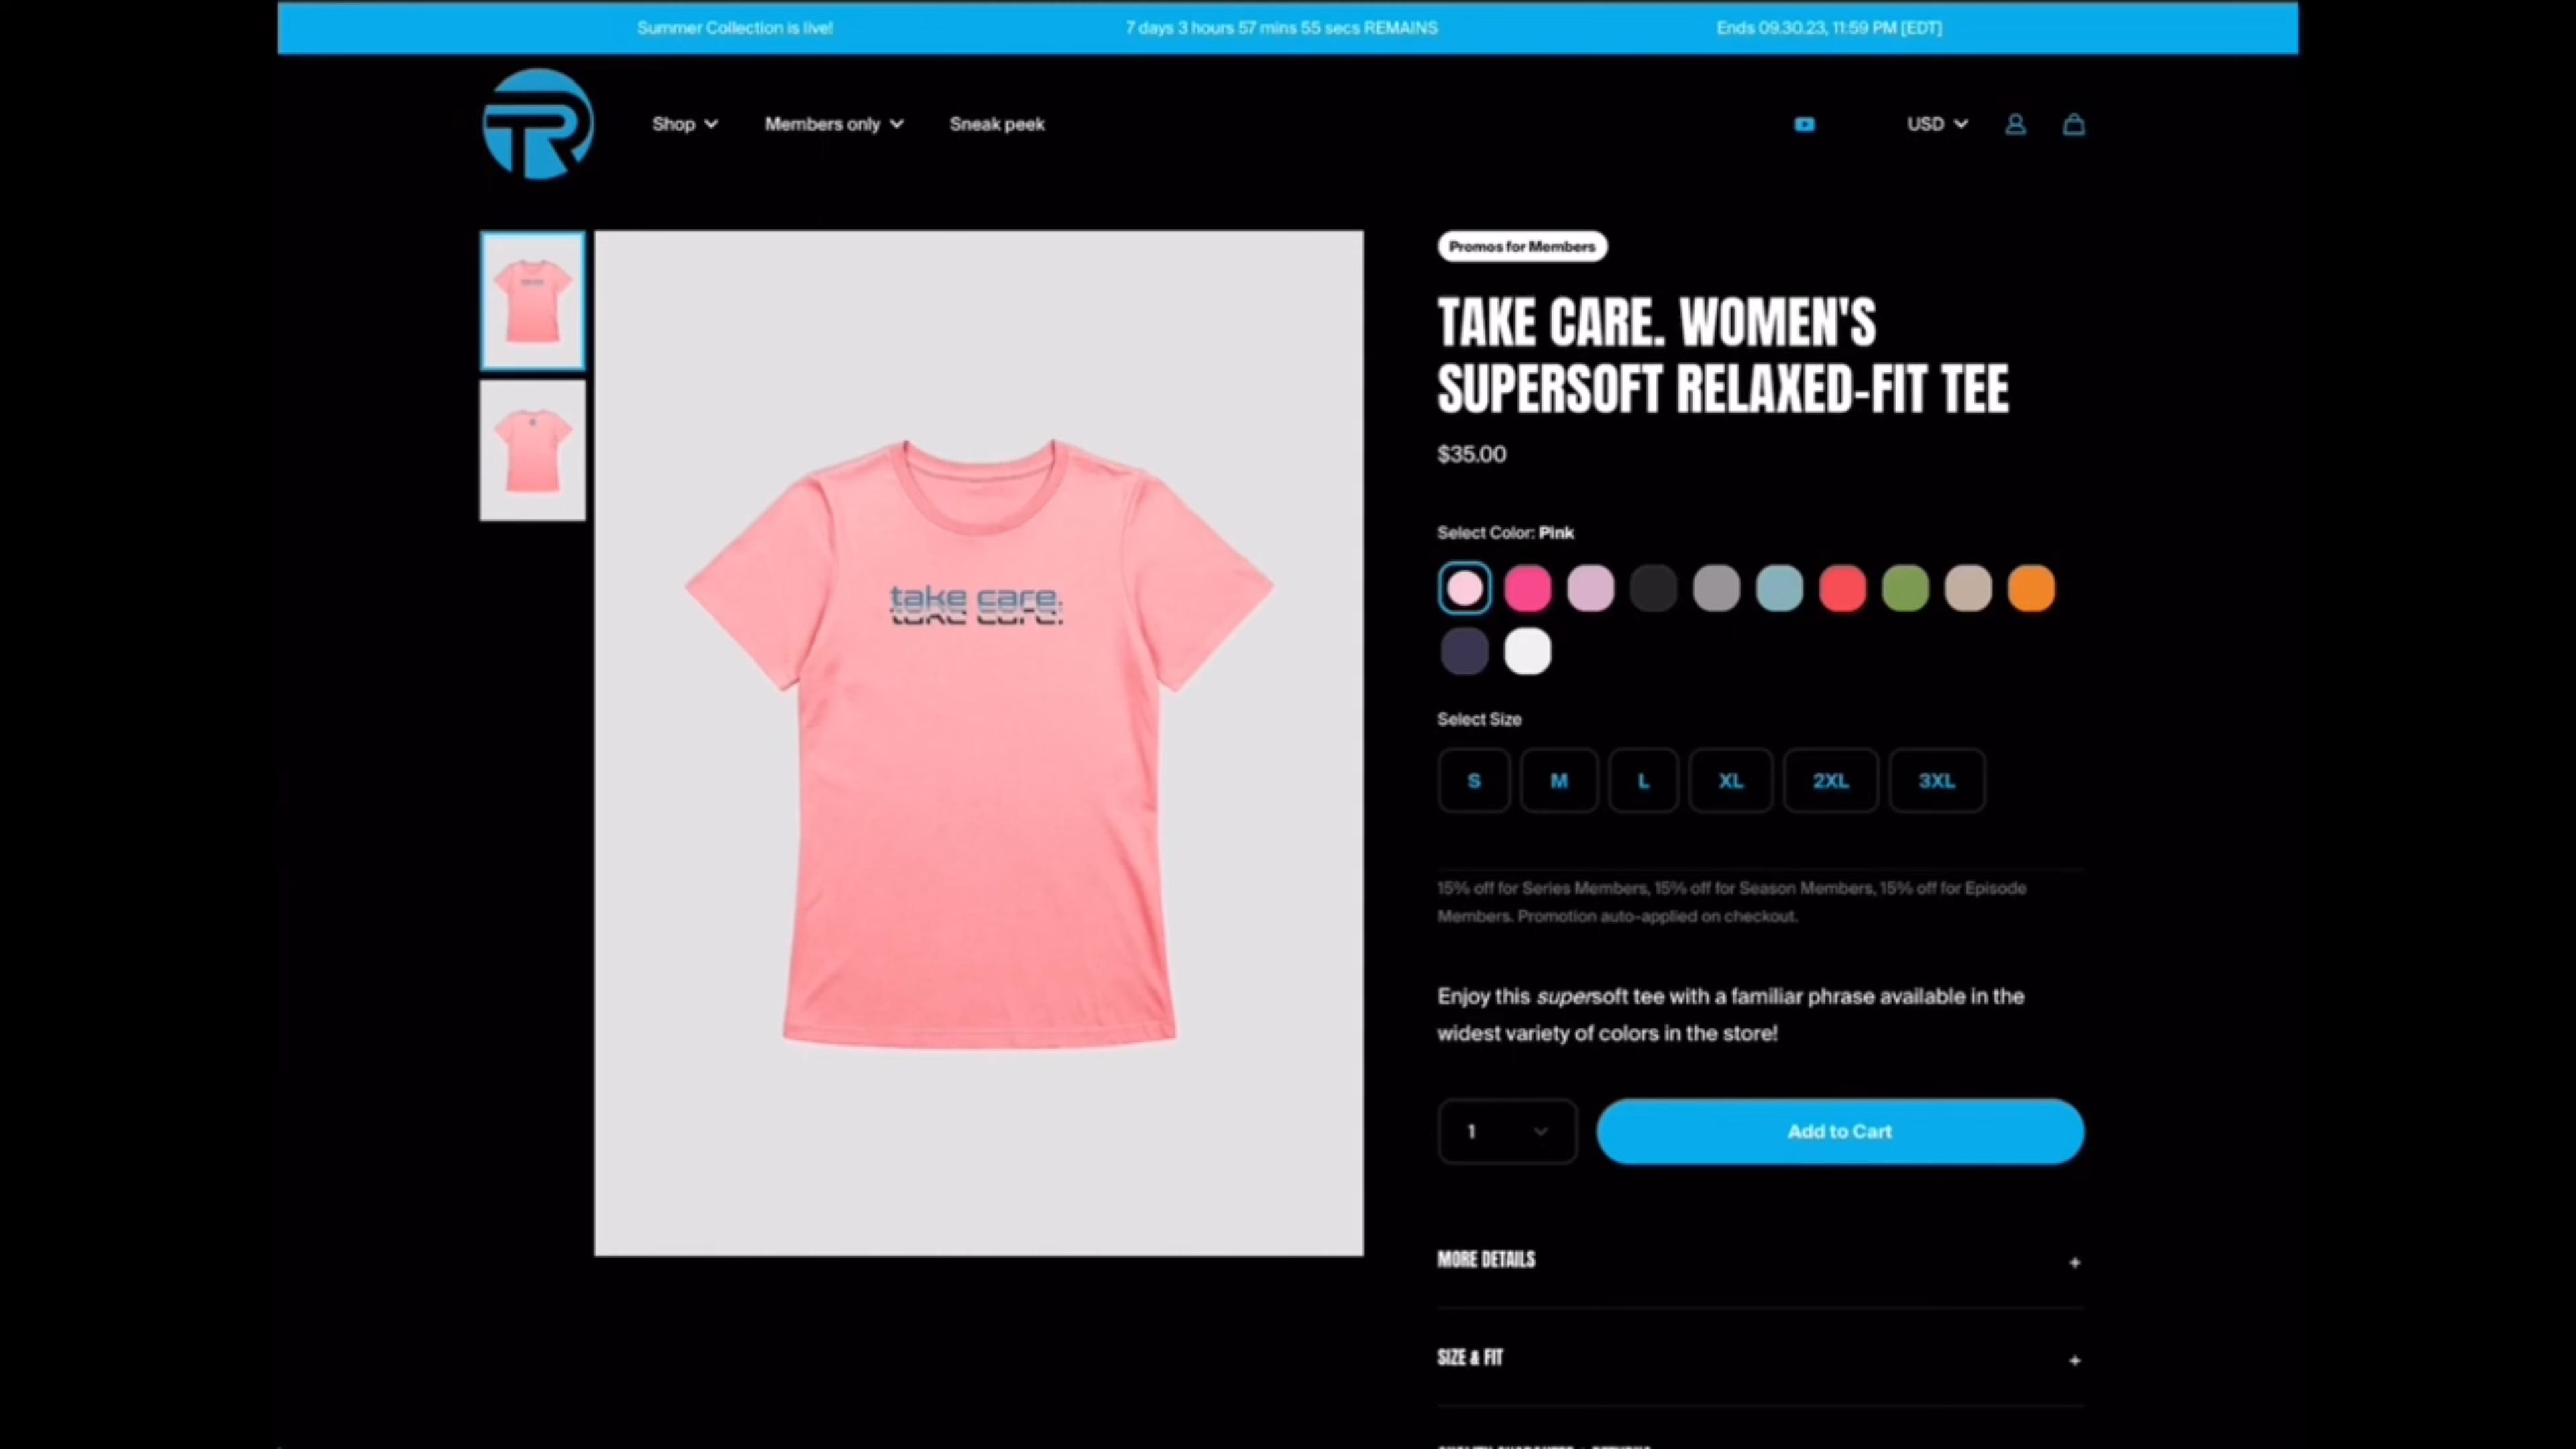 Summer Collection is live!
7 days 3 hours 57 mins 55 secs REMAINS
Ends 09.30.23, 11:59 PM [EDT]
TR
Shop
Members only
Sneak peek
USD
Promos for Members
TAKE CARE. WOMEN'S
SUPERSOFT RELAXED-FIT TEE
$35.00
take care.
take care.
Select Color: Pink
Select Size
S
M
L
XL
2XL
3XL
15% off for Series Members, 15% off for Season Members, 15% off for Episode
Members. Promotion auto-applied on checkout.
Enjoy this supersoft tee with a familiar phrase available in the
widest variety of colors in the store!
1
Add to Cart
MORE DETAILS
+
SIZE & FIT
+